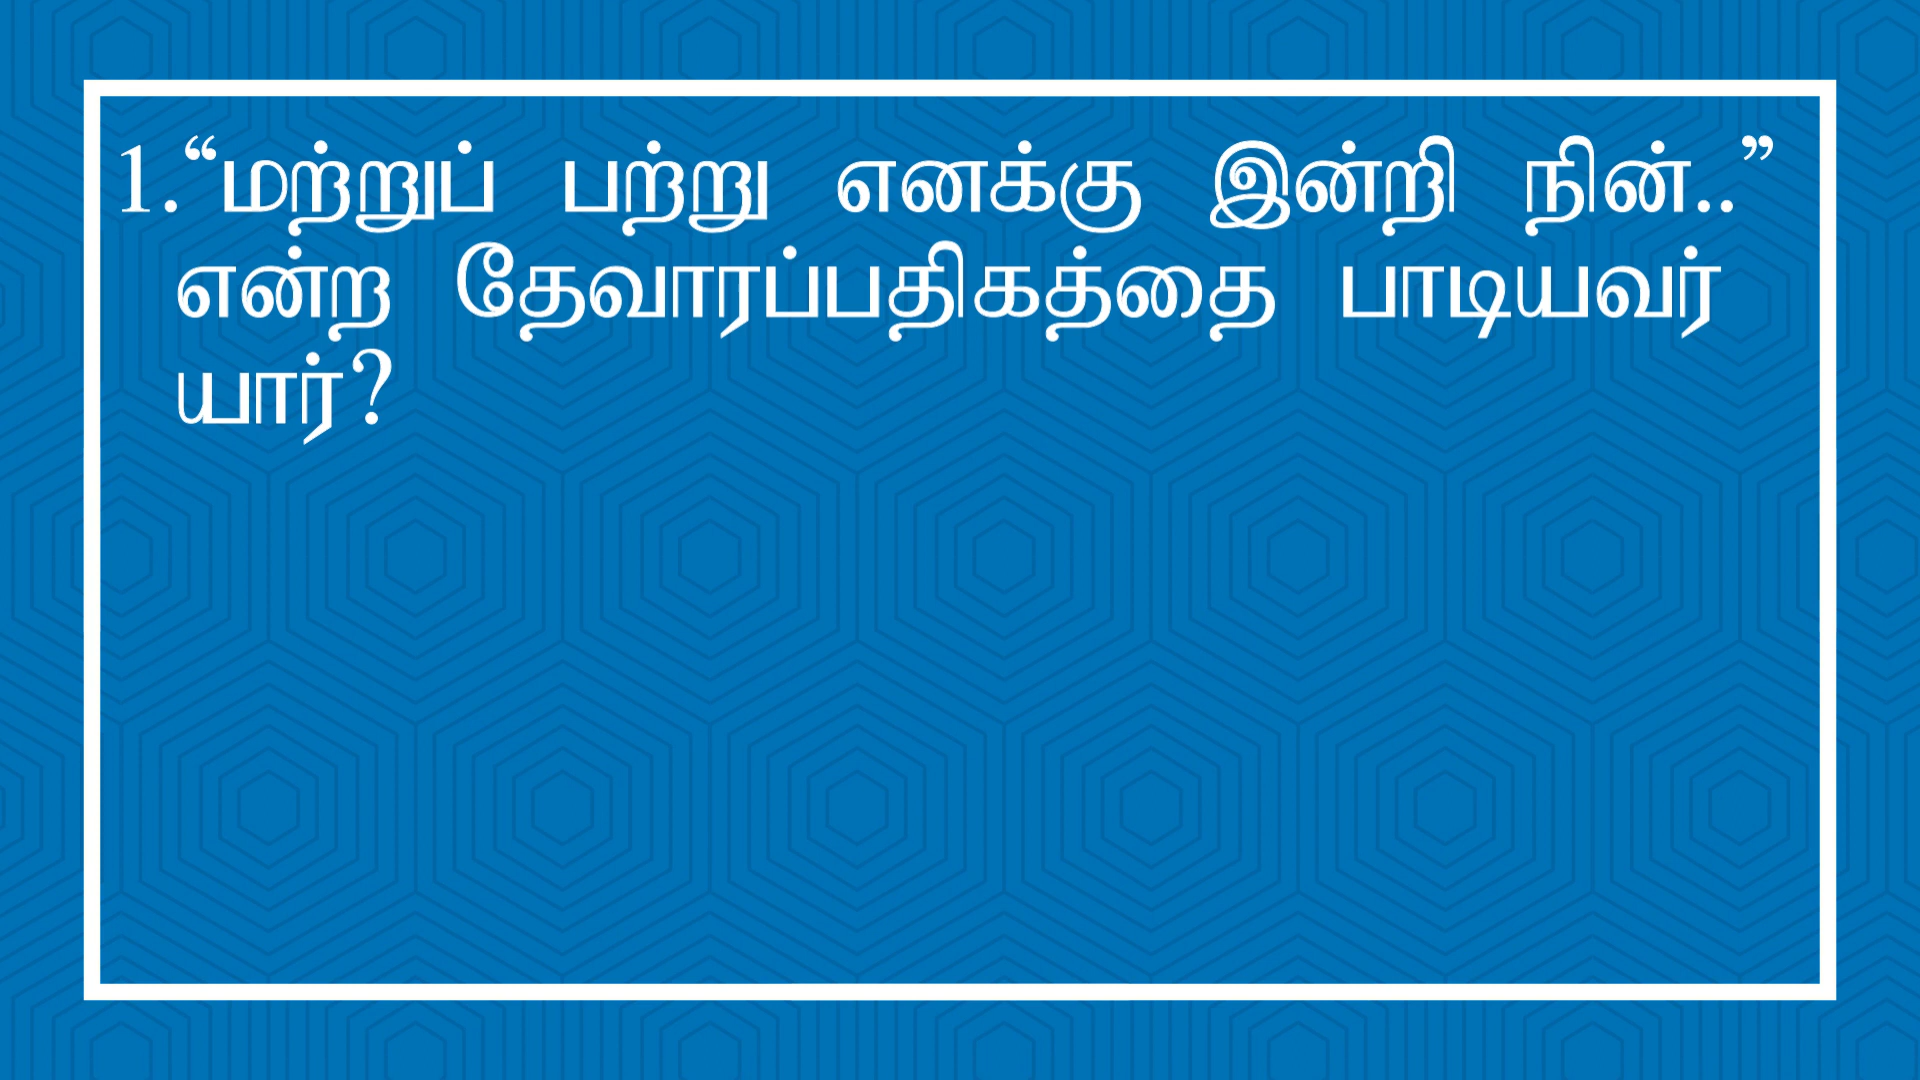 1.“மற்றுப் பற்று எனக்கு இன்றி நின்..”
என்ற தேவாரப்பதிகத்தை பாடியவர்
யார்?